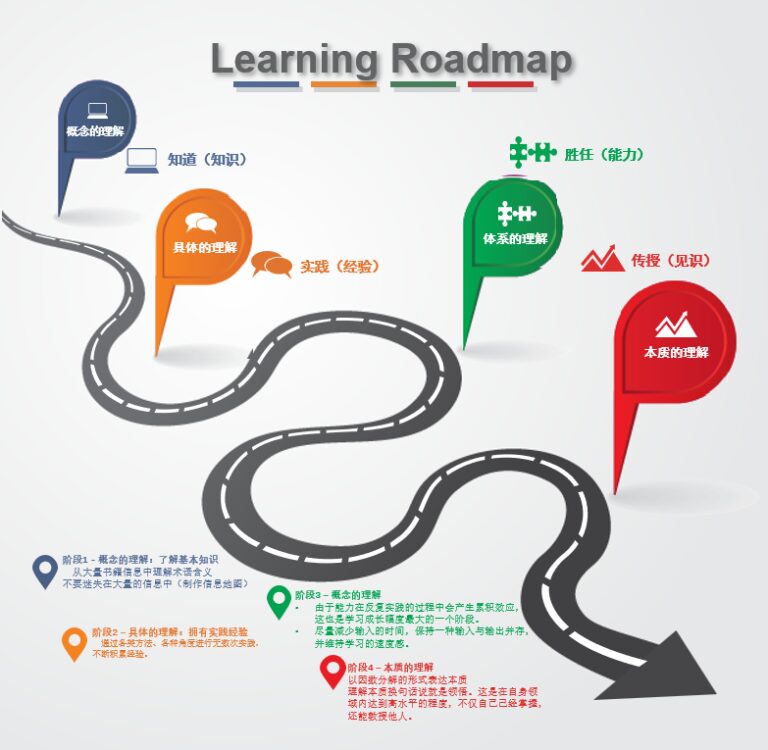 Learning Roadmap
概念的理解
知道（知识）
具体的理解
实践（经验）
胜任（能力）
体系的理解
传授（见识）
本质的理解
阶段1 - 概念的理解：了解基本知识
从大量书籍信息中理解术语含义
不要迷失在大量的信息中（制作信息地图）
阶段2 – 具体的理解：拥有实践经验
通过各类方法、各种角度进行无数次实践，
不断积累经验。
阶段3 – 概念的理解
• 由于能力在反复实践的过程中会产生累积效应，
这也是学习成长幅度最大的一个阶段。
• 尽量减少输入的时间，保持一种输入与输出并存，
并维持学习的速度感。
阶段4 – 本质的理解
以因数分解的形式表达本质
理解本质换句话说就是领悟。这是在自身领
域内达到高水平的程度，不仅自己已经掌握，
还能教授他人。